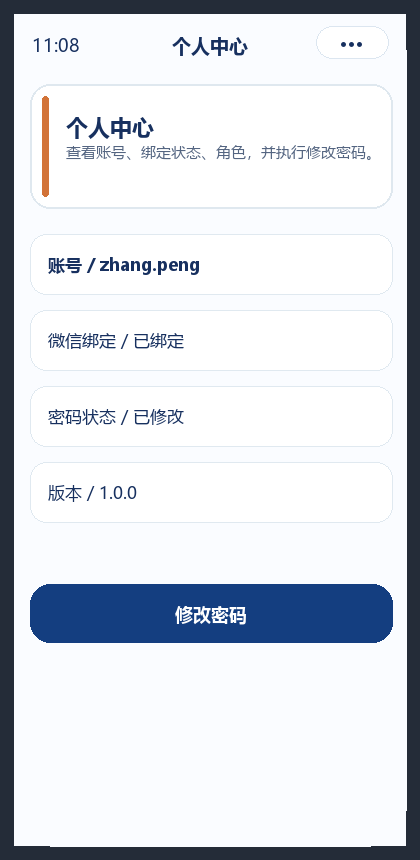 11:08
个人中心
•••
个人中心
查看账号、绑定状态、角色，并执行修改密码。
账号 / zhang.peng
微信绑定 / 已绑定
密码状态 / 已修改
版本 / 1.0.0
修改密码